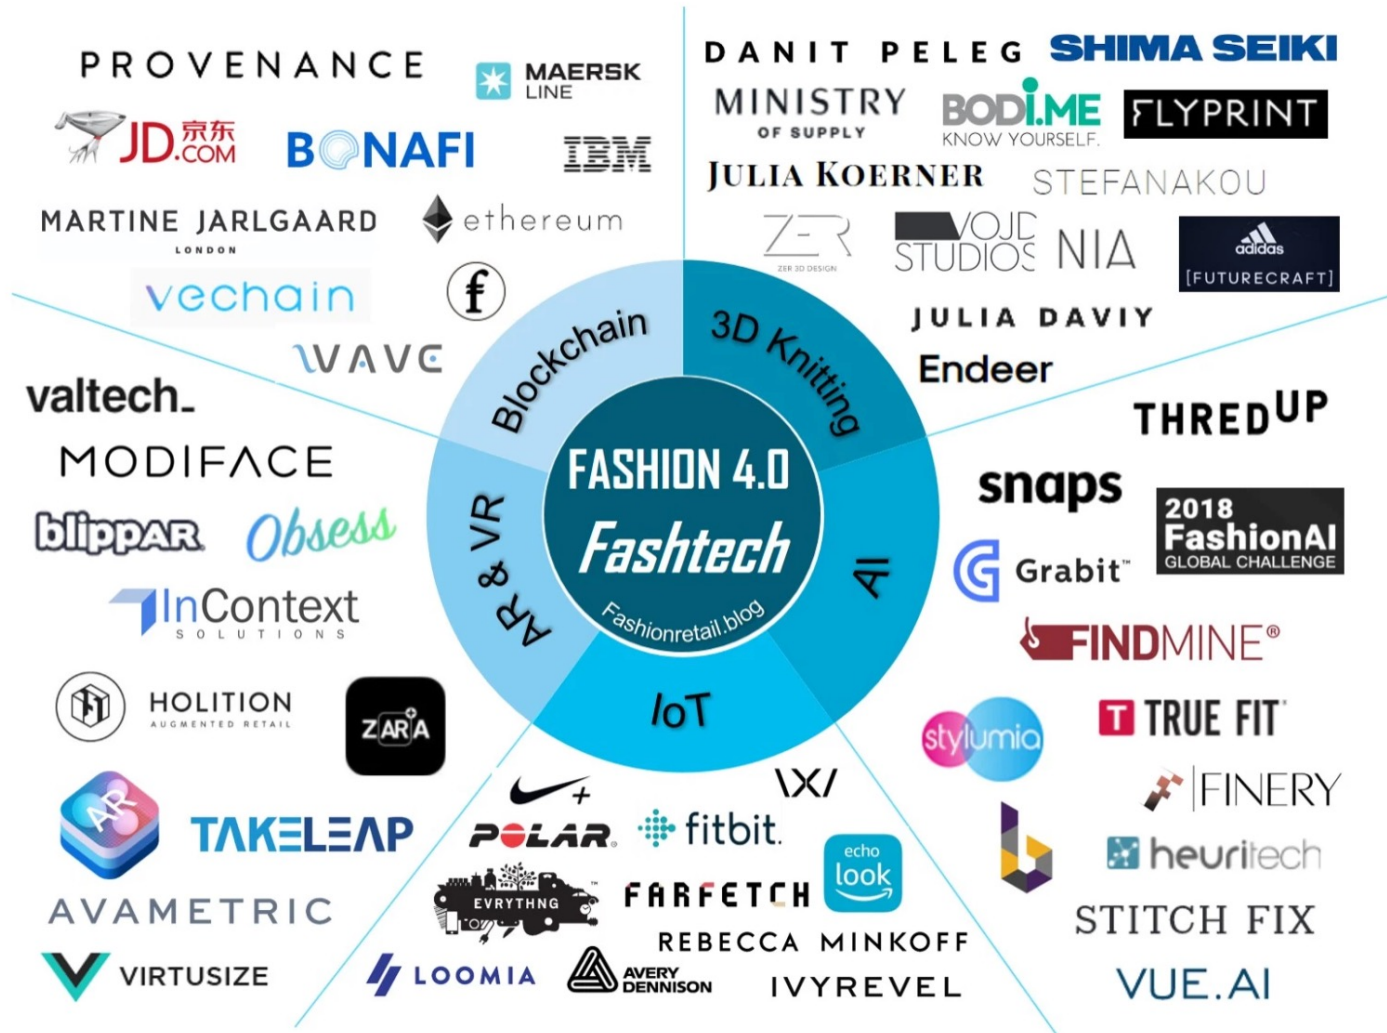 PROVENANCE
MAERSK
LINE
JD.COM 京东
BONAFI
IBM
MARTINE JARLGAARD
LONDON
ethereum
vechain
f
WAVE
DANIT PELEG
SHIMA SEIKI
MINISTRY
OF SUPPLY
BODI.ME
KNOW YOURSELF.
FLYPRINT
JULIA KOERNER
STEFANAKOU
ZER
ZER 3D DESIGN
VOJD
STUDIOS
NIA
adidas
[FUTURECRAFT]
JULIA DAVIY
Endeer
Blockchain
3D Knitting
AR & VR
AI
IoT
FASHION 4.0
Fashtech
Fashionretail.blog
valtech_
MODIFACE
blippAR
Obsess
InContext
SOLUTIONS
HOLITION
AUGMENTED RETAIL
ZARA
AR
TAKELEAP
AVAMETRIC
VIRTUSIZE
THREDUP
snaps
2018
FashionAI
GLOBAL CHALLENGE
Grabit™
FINDMINE®
stylumia
T TRUE FIT
FINERY
b
heuritech
STITCH FIX
VUE.AI
+
\X/
POLAR®
fitbit.
echo
look
EVRYTHNG™
FARFETCH
REBECCA MINKOFF
LOOMIA
AVERY
DENNISON
IVYREVEL